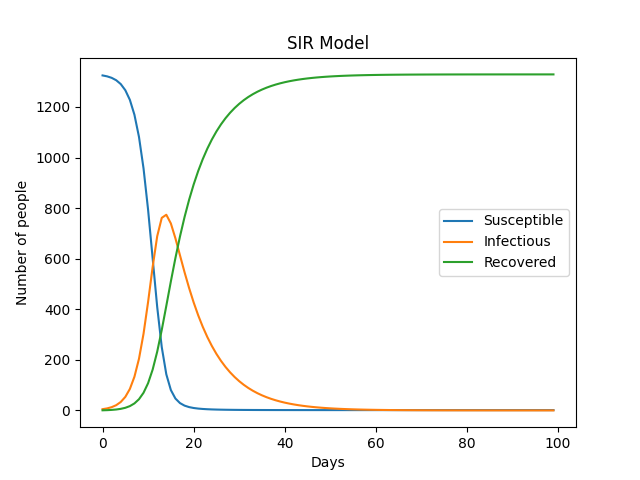 SIR Model
Number of people
1200
1000
800
600
400
200
0
Susceptible
Infectious
Recovered
0 20 40 60 80 100
Days